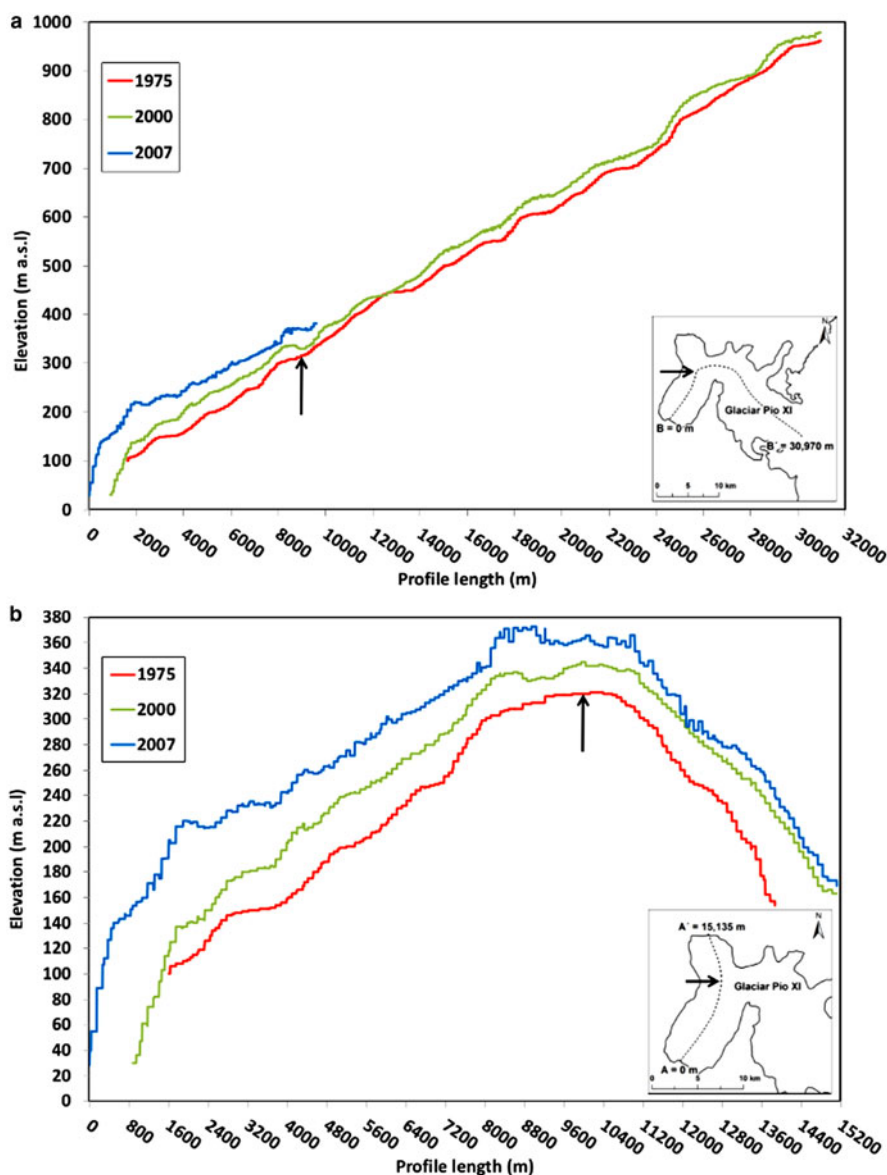 a
1000
900
800
700
600
500
400
300
200
100
0
Elevation (m a.s.l)
1975
2000
2007
0 2000 4000 6000 8000 10000 12000 14000 16000 18000 20000 22000 24000 26000 28000 30000 32000
Profile length (m)
N
Glaciar Pio XI
B = 0 m
B´ = 30,970 m
0 5 10 km
b
380
360
340
320
300
280
260
240
220
200
180
160
140
120
100
80
60
40
20
0
Elevation (m a.s.l)
1975
2000
2007
0 800 1600 2400 3200 4000 4800 5600 6400 7200 8000 8800 9600 10400 11200 12000 12800 13600 14400 15200
Profile length (m)
A´ = 15,135 m
N
Glaciar Pio XI
A = 0 m
0 5 10 km